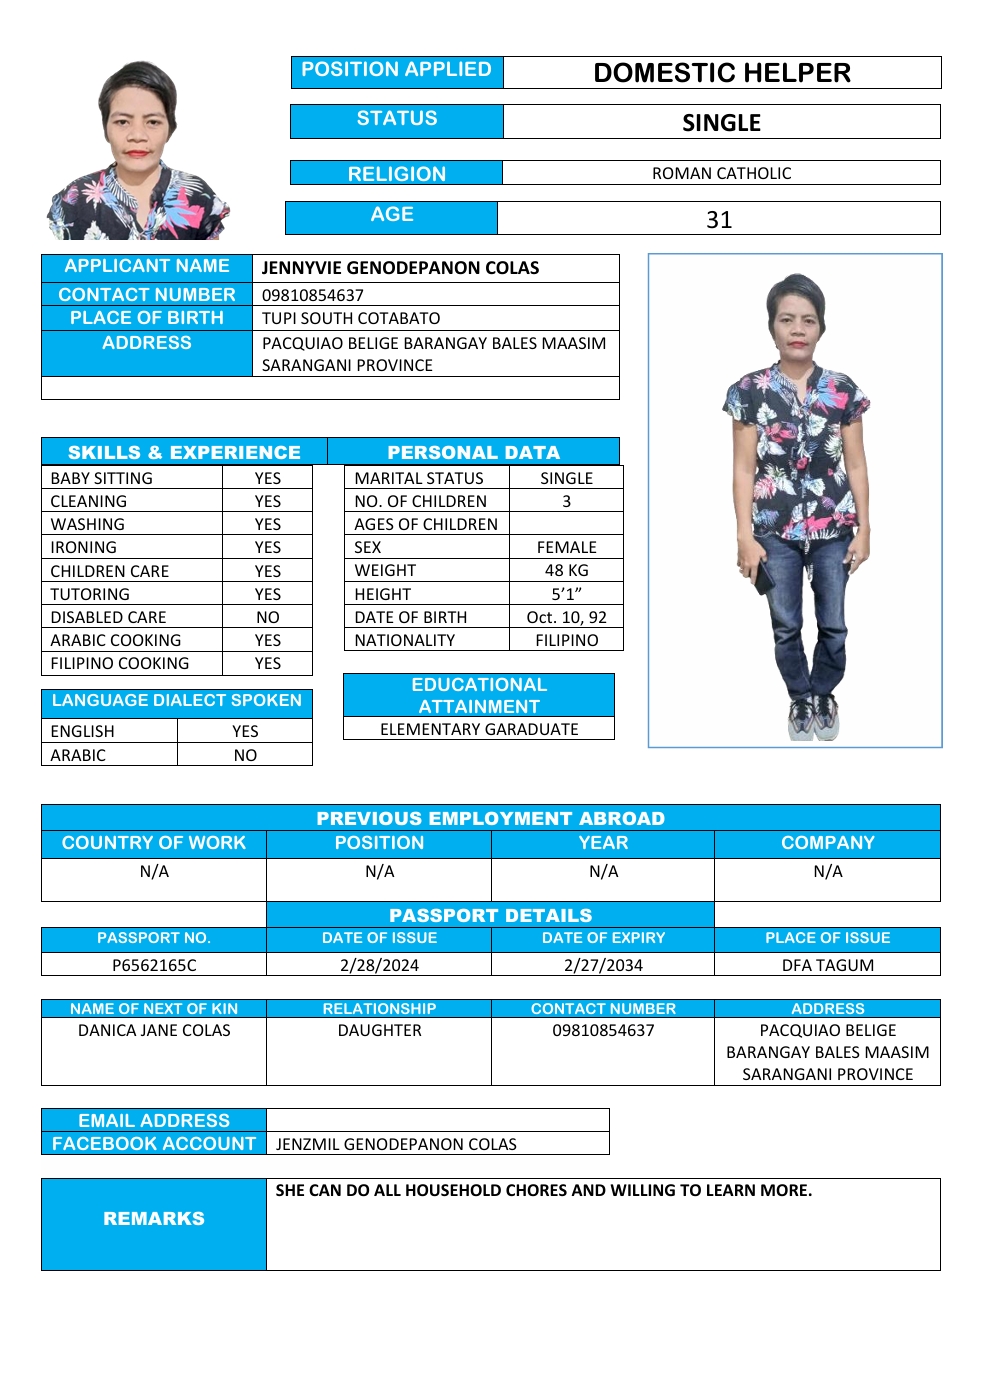 POSITION APPLIED DOMESTIC HELPER
STATUS SINGLE
RELIGION ROMAN CATHOLIC
AGE 31
APPLICANT NAME JENNYVIE GENODEPANON COLAS
CONTACT NUMBER 09810854637
PLACE OF BIRTH TUPI SOUTH COTABATO
ADDRESS PACQUIAO BELIGE BARANGAY BALES MAASIM
SARANGANI PROVINCE
SKILLS & EXPERIENCE
BABY SITTING YES
CLEANING YES
WASHING YES
IRONING YES
CHILDREN CARE YES
TUTORING YES
DISABLED CARE NO
ARABIC COOKING YES
FILIPINO COOKING YES
LANGUAGE DIALECT SPOKEN
ENGLISH YES
ARABIC NO
PERSONAL DATA
MARITAL STATUS SINGLE
NO. OF CHILDREN 3
AGES OF CHILDREN
SEX FEMALE
WEIGHT 48 KG
HEIGHT 5’1”
DATE OF BIRTH Oct. 10, 92
NATIONALITY FILIPINO
EDUCATIONAL
ATTAINMENT
ELEMENTARY GARADUATE
PREVIOUS EMPLOYMENT ABROAD
COUNTRY OF WORK POSITION YEAR COMPANY
N/A N/A N/A N/A
PASSPORT DETAILS
PASSPORT NO. DATE OF ISSUE DATE OF EXPIRY PLACE OF ISSUE
P6562165C 2/28/2024 2/27/2034 DFA TAGUM
NAME OF NEXT OF KIN RELATIONSHIP CONTACT NUMBER ADDRESS
DANICA JANE COLAS DAUGHTER 09810854637 PACQUIAO BELIGE
BARANGAY BALES MAASIM
SARANGANI PROVINCE
EMAIL ADDRESS
FACEBOOK ACCOUNT JENZMIL GENODEPANON COLAS
REMARKS SHE CAN DO ALL HOUSEHOLD CHORES AND WILLING TO LEARN MORE.